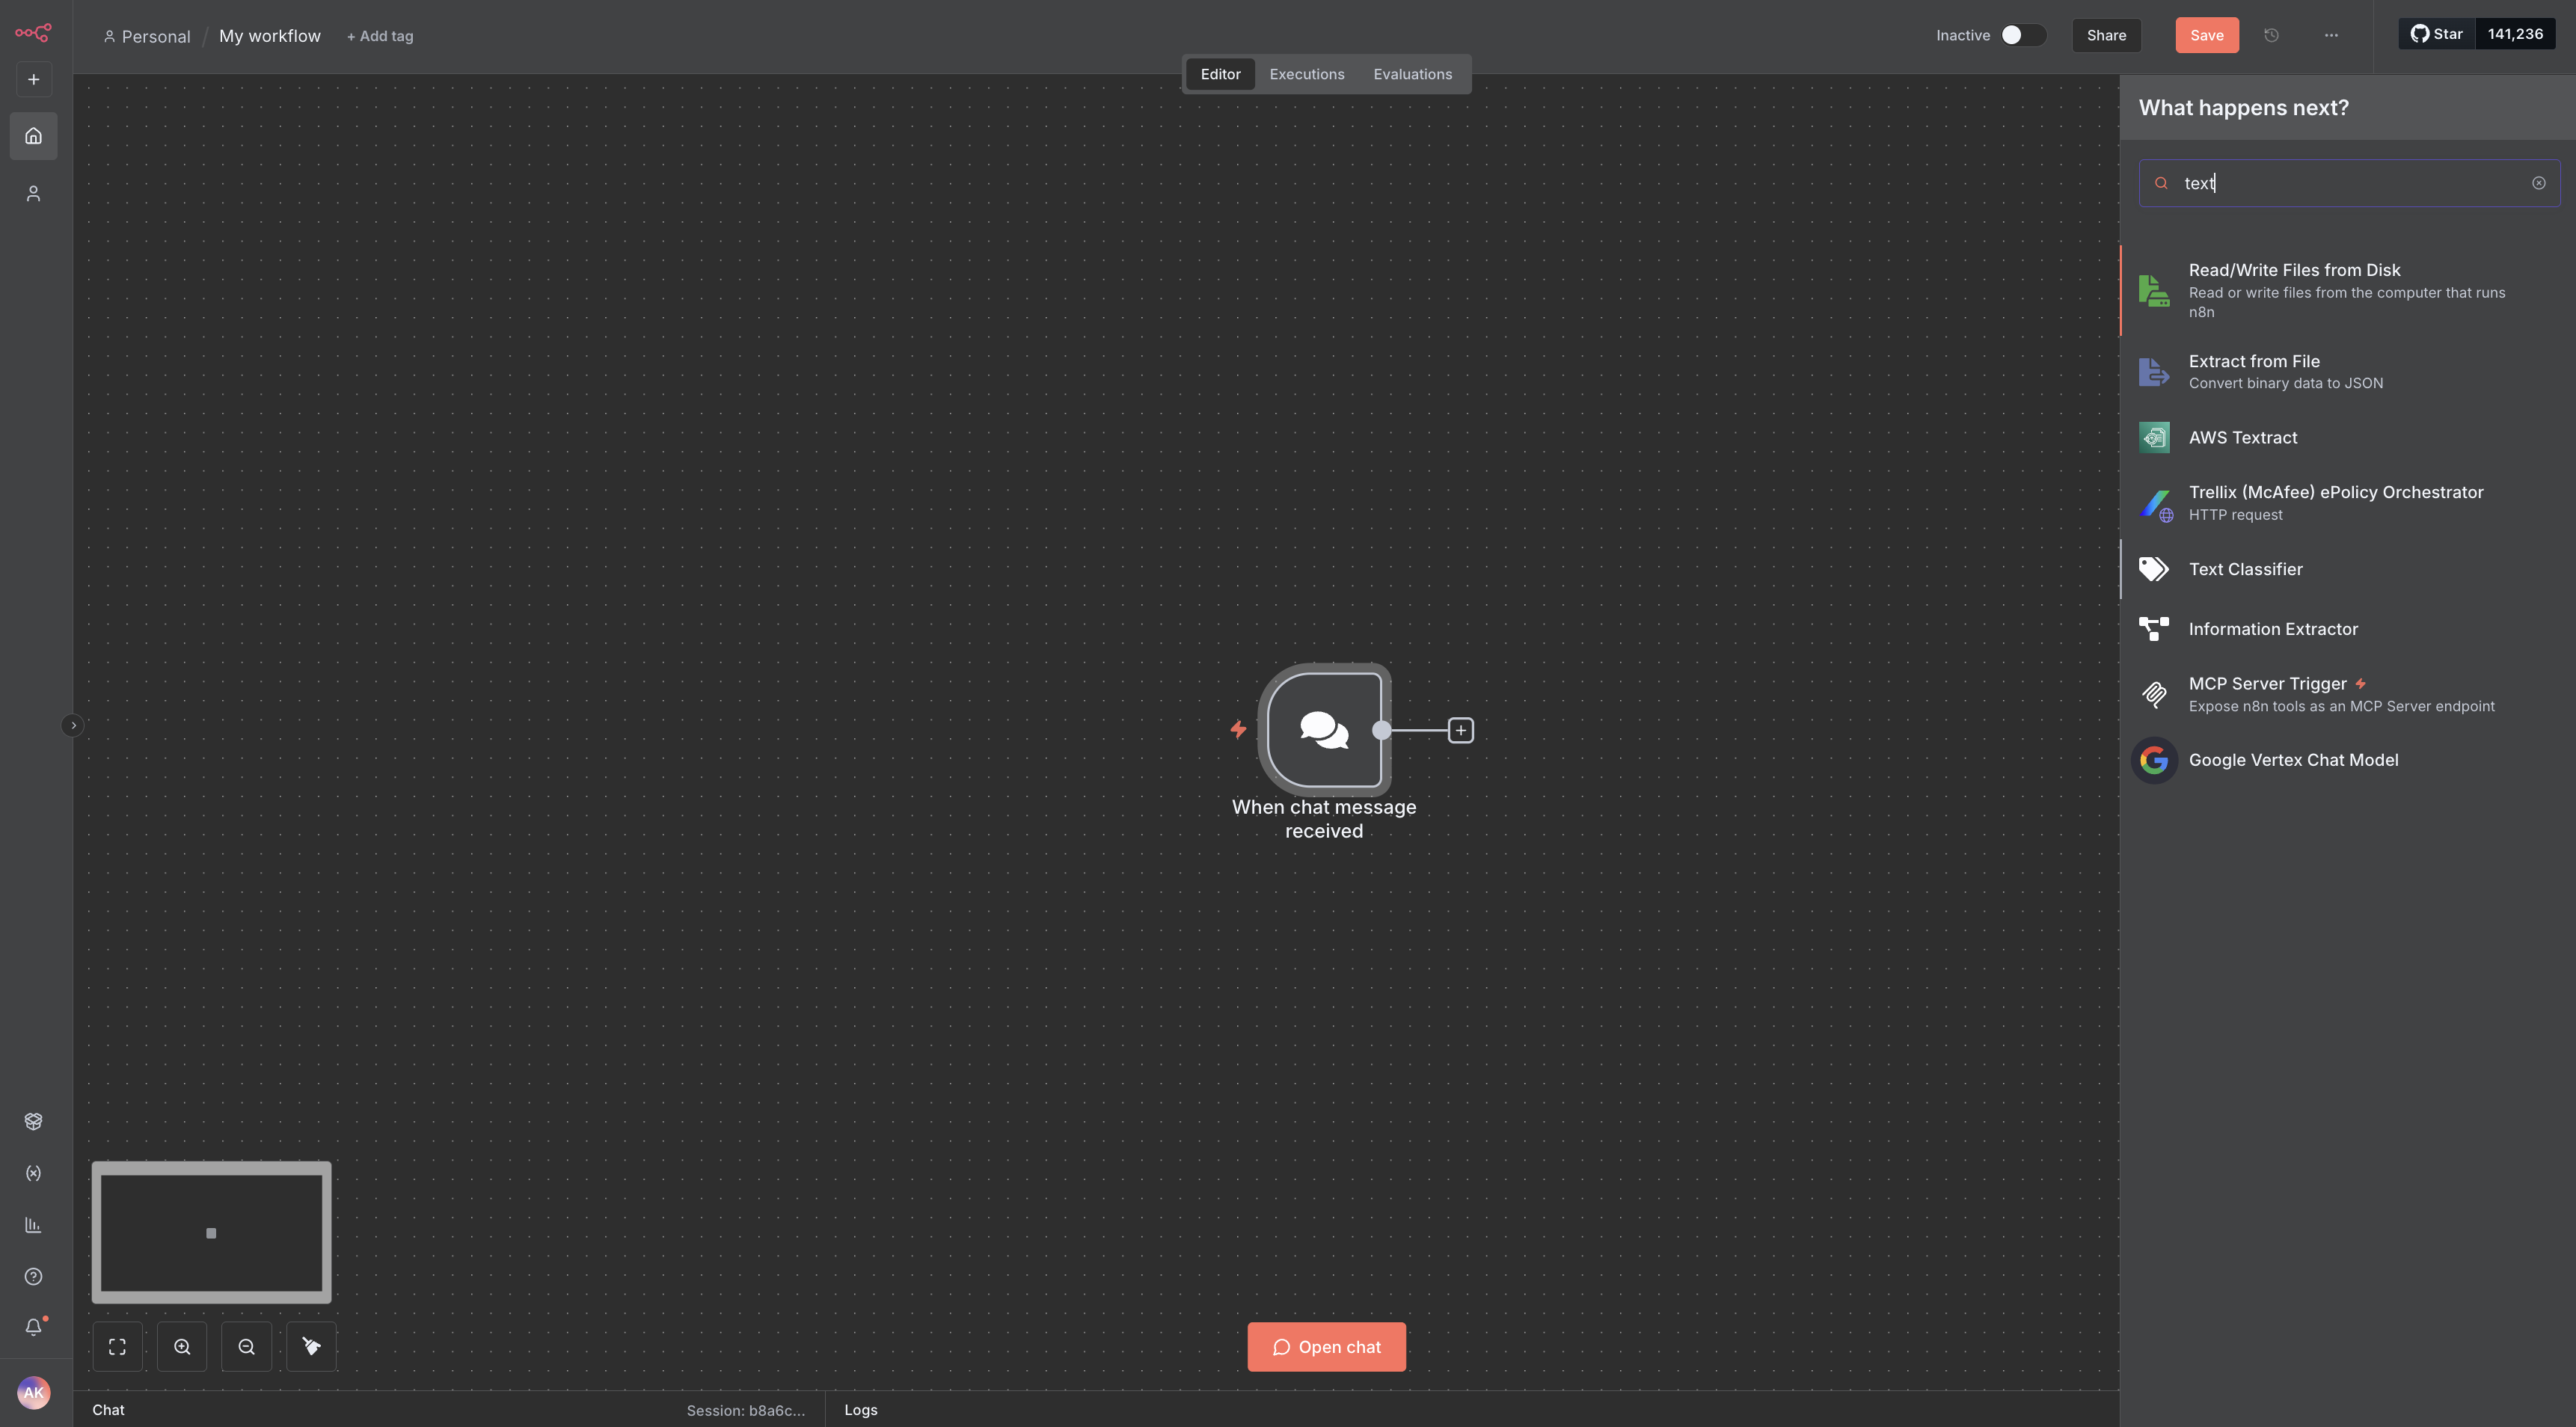 Personal / My workflow + Add tag
Inactive Share Save ... Star 141,236
Editor Executions Evaluations
What happens next?
text
Read/Write Files from Disk
Read or write files from the computer that runs
n8n
Extract from File
Convert binary data to JSON
AWS Textract
Trellix (McAfee) ePolicy Orchestrator
HTTP request
Text Classifier
Information Extractor
MCP Server Trigger
Expose n8n tools as an MCP Server endpoint
Google Vertex Chat Model
When chat message
received
Open chat
AK
Chat Session: b8a6c... Logs